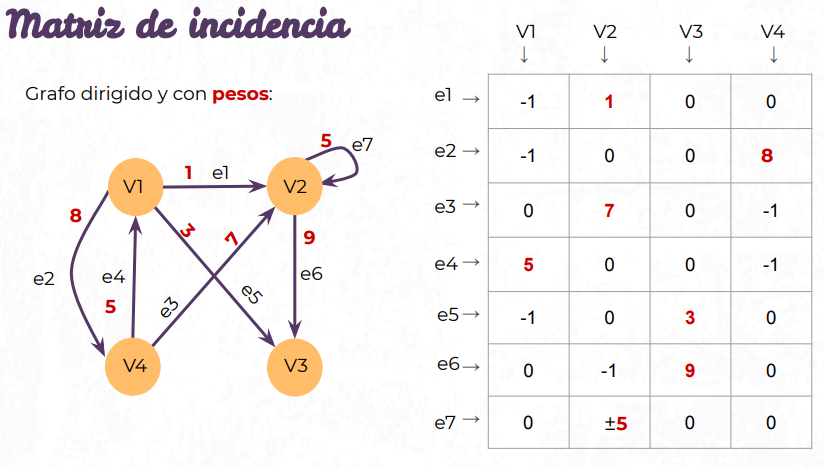 Matriz de incidencia
Grafo dirigido y con pesos:
V1 V2 V3 V4
↓ ↓ ↓ ↓
e1 → -1 1 0 0
e2 → -1 0 0 8
e3 → 0 7 0 -1
e4 → 5 0 0 -1
e5 → -1 0 3 0
e6 → 0 -1 9 0
e7 → 0 ±5 0 0
5 e7
1 e1
V1 V2
8 3 7 9
e2 e4 e6
5 e3 e5
V4 V3